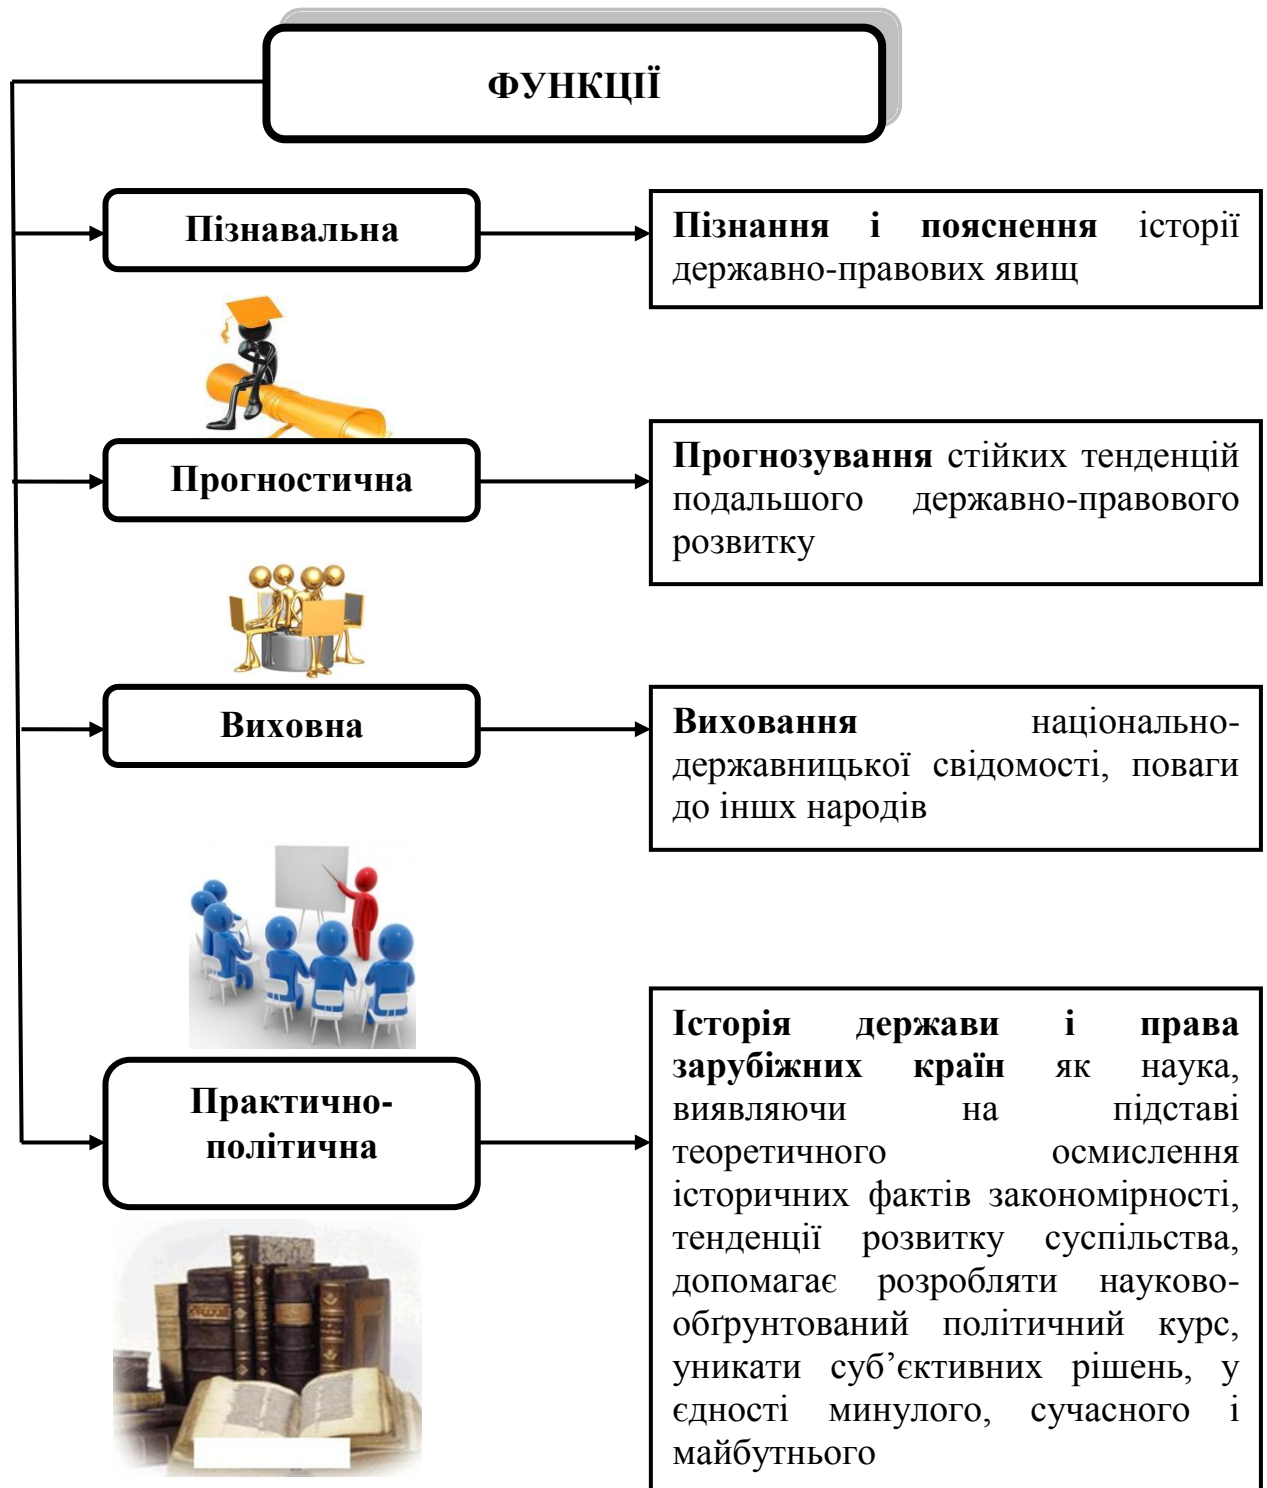 ФУНКЦІЇ
Пізнавальна
Пізнання і пояснення історії
державно-правових явищ
Прогностична
Прогнозування стійких тенденцій
подальшого державно-правового
розвитку
Виховна
Виховання національно-
державницької свідомості, поваги
до іншх народів
Практично-
політична
Історія держави і права
зарубіжних країн як наука,
виявляючи на підставі
теоретичного осмислення
історичних фактів закономірності,
тенденції розвитку суспільства,
допомагає розробляти науково-
обґрунтований політичний курс,
уникати суб’єктивних рішень, у
єдності минулого, сучасного і
майбутнього